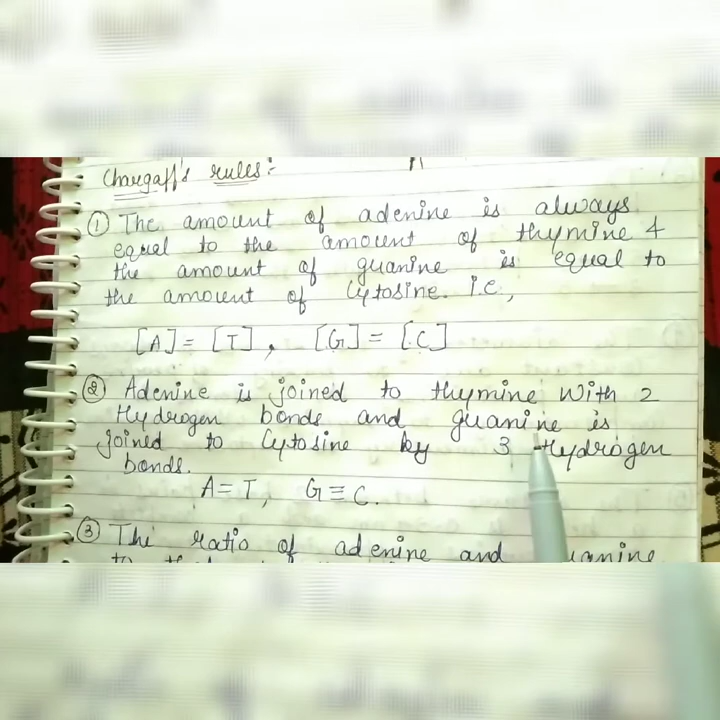 Chargaff's rules:-
① The amount of adenine is always
equal to the amount of thymine &
the amount of guanine is equal to
the amount of Cytosine. i.e.,
[A] = [T], [G] = [C]
② Adenine is joined to thymine with 2
Hydrogen bonds and guanine is
joined to Cytosine by 3 Hydrogen
bonds.
A=T, G≡C.
③ The ratio of adenine and